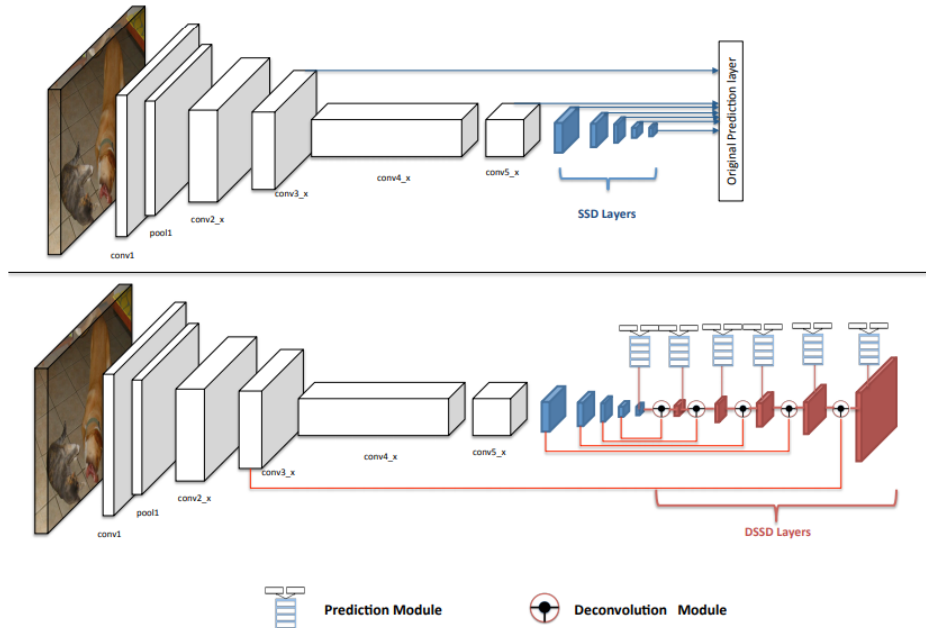 Original Prediction layer
conv1
pool1
conv2_x
conv3_x
conv4_x
conv5_x
SSD Layers
conv1
pool1
conv2_x
conv3_x
conv4_x
conv5_x
DSSD Layers
Prediction Module
Deconvolution Module